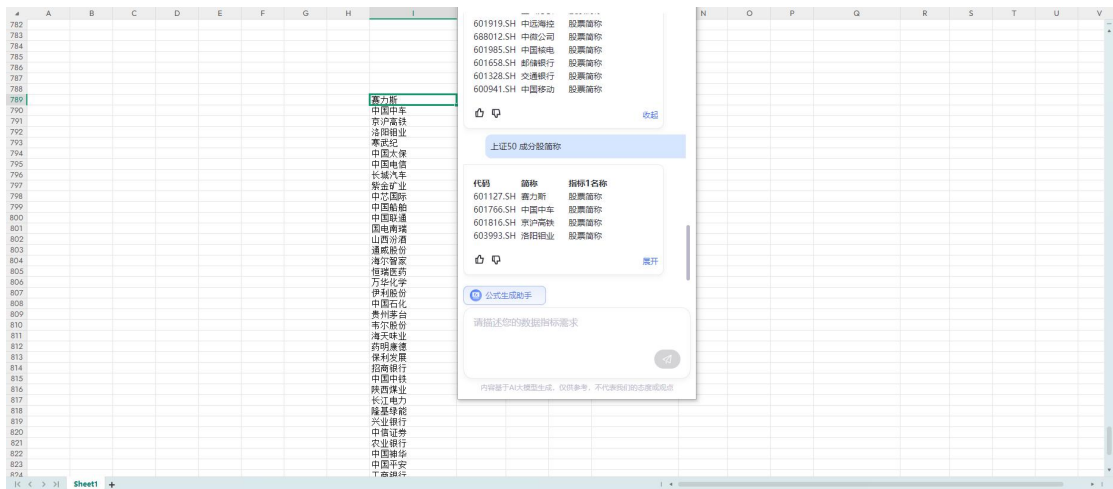 A B C D E F G H I N O P Q R S T U V
782
783
784
785
786
787
788
789 赛力斯
790 中国中车
791 京沪高铁
792 洛阳钼业
793 寒武纪
794 中国太保
795 中国电信
796 长城汽车
797 紫金矿业
798 中芯国际
799 中国船舶
800 中国联通
801 国电南瑞
802 山西汾酒
803 通威股份
804 海尔智家
805 恒瑞医药
806 万华化学
807 伊利股份
808 中国石化
809 贵州茅台
810 韦尔股份
811 海天味业
812 药明康德
813 保利发展
814 招商银行
815 中国中铁
816 陕西煤业
817 长江电力
818 隆基绿能
819 兴业银行
820 中信证券
821 农业银行
822 中国神华
823 中国平安
824 工商银行
601919.SH 中远海控 股票简称
688012.SH 中微公司 股票简称
601985.SH 中国核电 股票简称
601658.SH 邮储银行 股票简称
601328.SH 交通银行 股票简称
600941.SH 中国移动 股票简称
收起
上证50 成分股简称
代码 简称 指标1名称
601127.SH 赛力斯 股票简称
601766.SH 中国中车 股票简称
601816.SH 京沪高铁 股票简称
603993.SH 洛阳钼业 股票简称
展开
公式生成助手
请描述您的数据指标需求
内容基于AI大模型生成，仅供参考，不代表我们的态度或观点
Sheet1 +